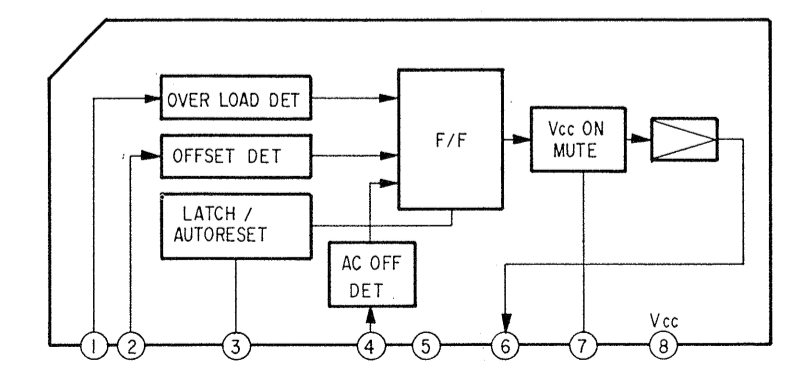 OVER LOAD DET
OFFSET DET
LATCH /
AUTORESET
AC OFF
DET
F/F
Vcc ON
MUTE
Vcc
1 2 3 4 5 6 7 8